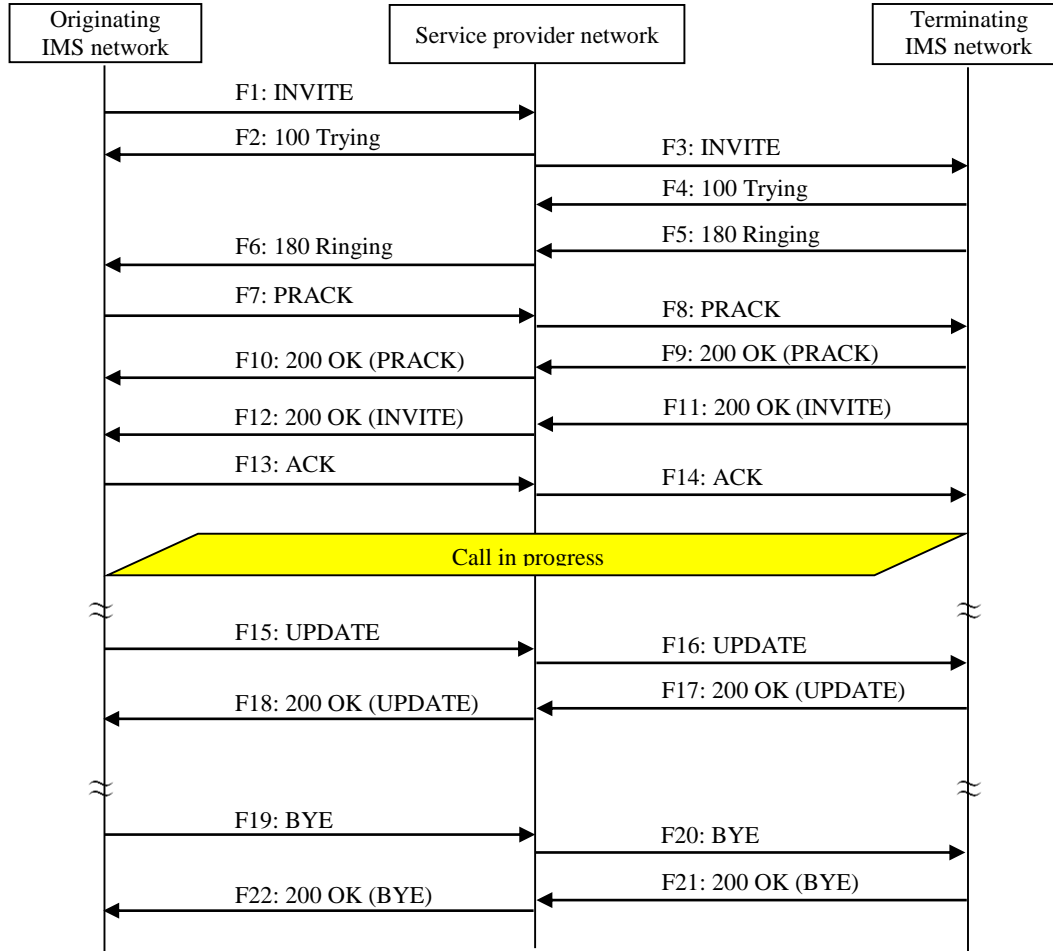 Originating
IMS network
Service provider network
Terminating
IMS network
F1: INVITE
F2: 100 Trying
F3: INVITE
F4: 100 Trying
F5: 180 Ringing
F6: 180 Ringing
F7: PRACK
F8: PRACK
F9: 200 OK (PRACK)
F10: 200 OK (PRACK)
F11: 200 OK (INVITE)
F12: 200 OK (INVITE)
F13: ACK
F14: ACK
Call in progress
F15: UPDATE
F16: UPDATE
F17: 200 OK (UPDATE)
F18: 200 OK (UPDATE)
F19: BYE
F20: BYE
F21: 200 OK (BYE)
F22: 200 OK (BYE)